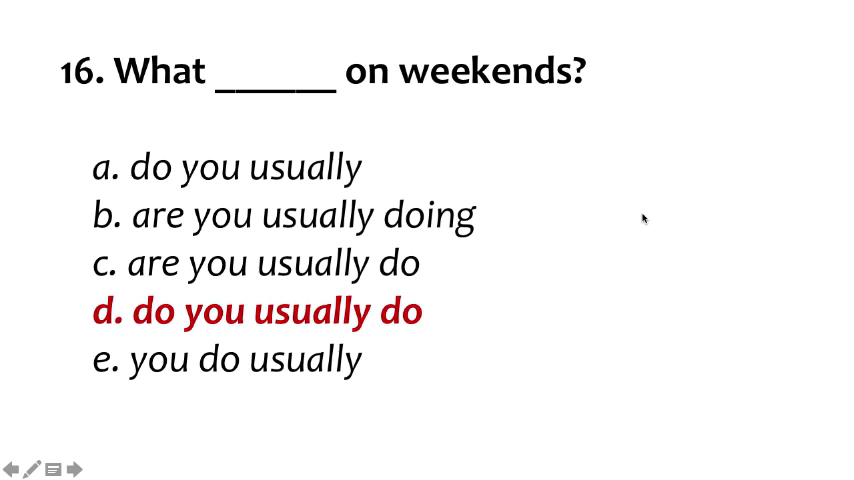 16. What ______ on weekends?
a. do you usually
b. are you usually doing
c. are you usually do
d. do you usually do
e. you do usually